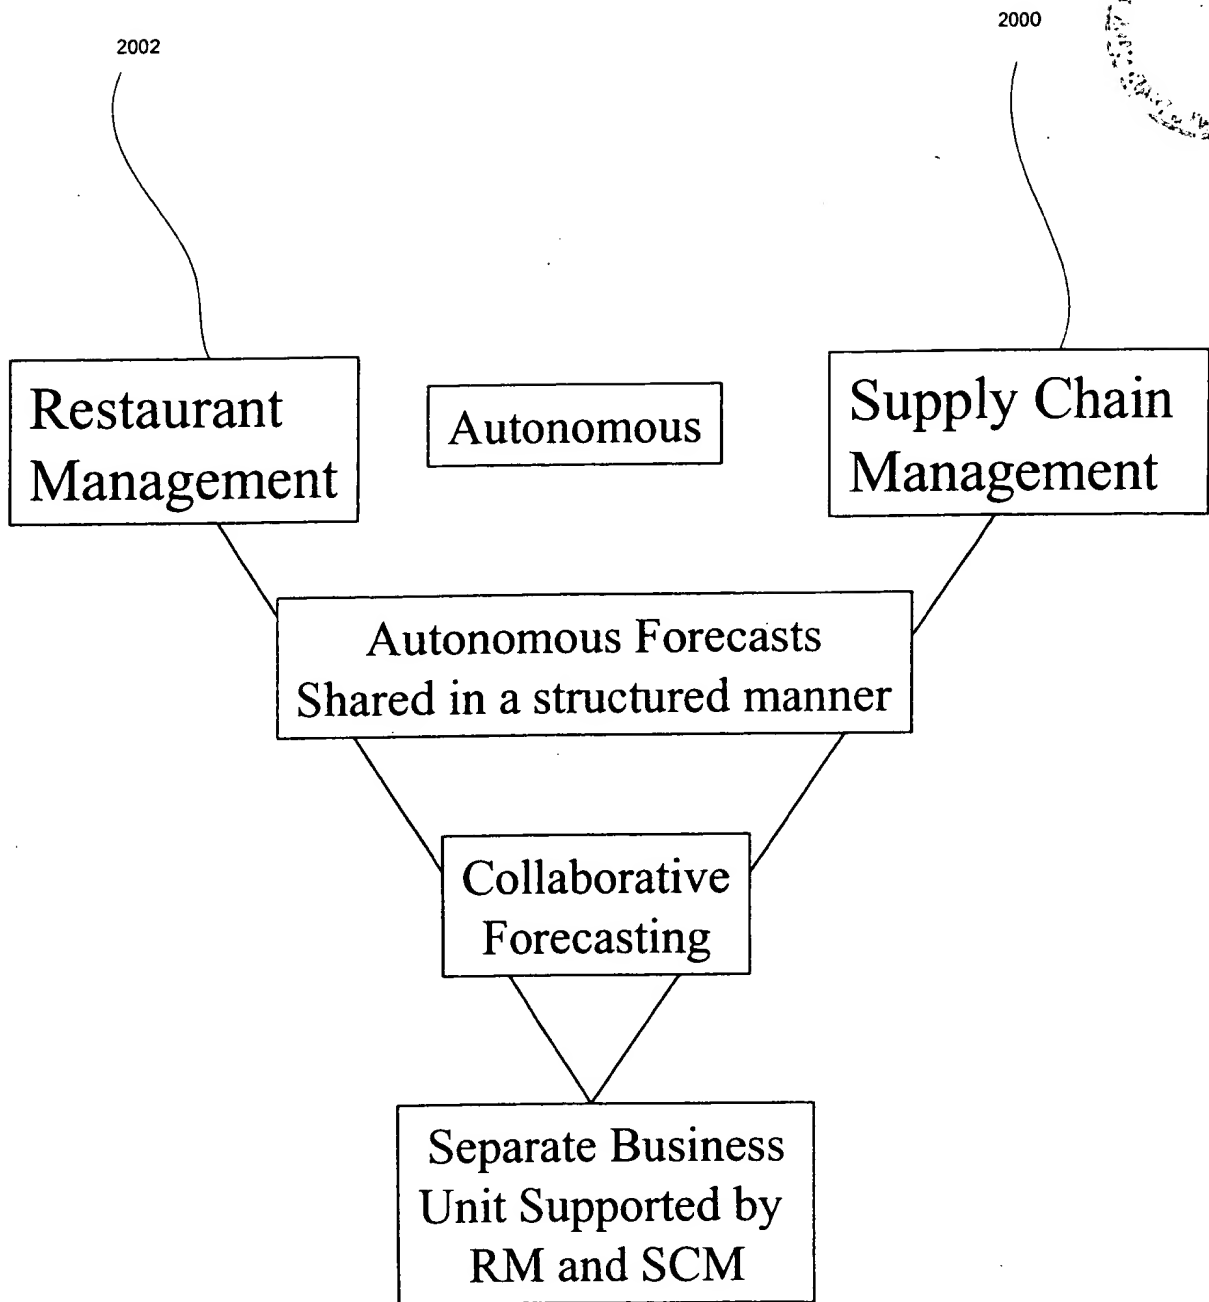 2002
2000
Restaurant
Management
Autonomous
Supply Chain
Management
Autonomous Forecasts
Shared in a structured manner
Collaborative
Forecasting
Separate Business
Unit Supported by
RM and SCM